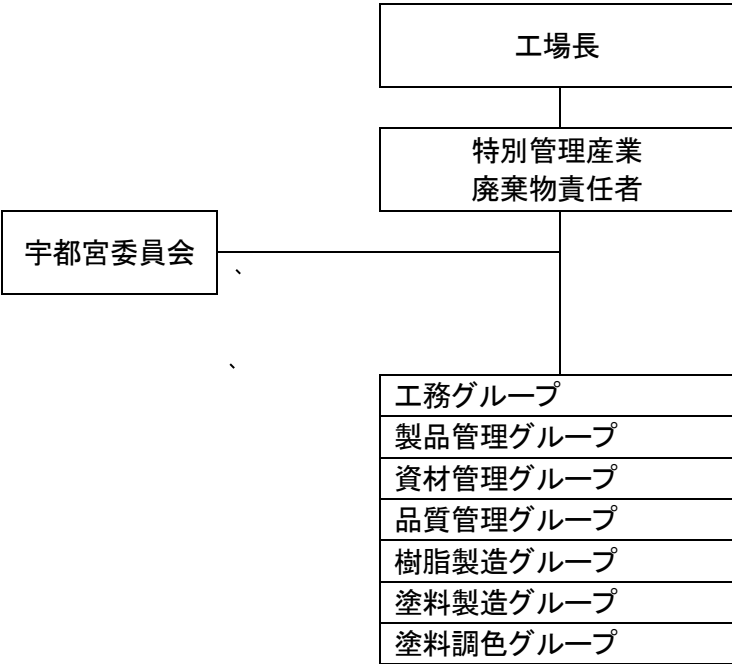 工場長
特別管理産業
廃棄物責任者
宇都宮委員会
、
、
工務グループ
製品管理グループ
資材管理グループ
品質管理グループ
樹脂製造グループ
塗料製造グループ
塗料調色グループ